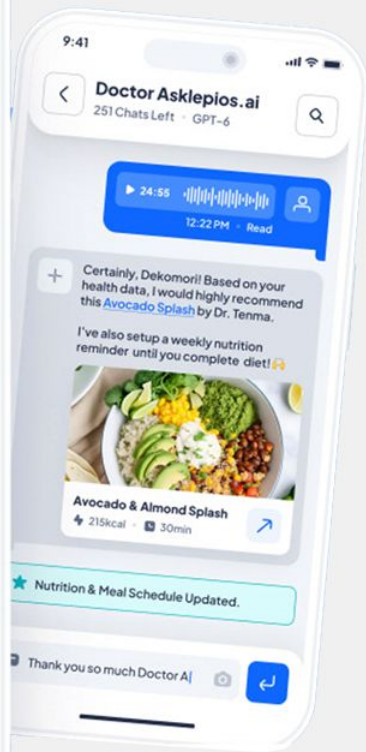 9:41
Doctor Asklepios.ai
251 Chats Left · GPT-6
24:55
12:22 PM · Read
Certainly, Dekomori! Based on your
health data, I would highly recommend
this Avocado Splash by Dr. Tenma.
I've also setup a weekly nutrition
reminder until you complete diet! 🙌
Avocado & Almond Splash
215kcal · 30min
Nutrition & Meal Schedule Updated.
Thank you so much Doctor A